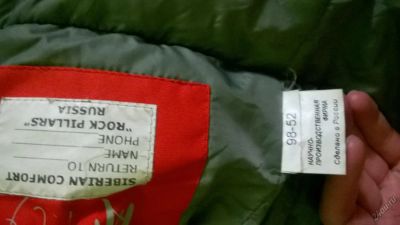 SIBERIAN COMFORT
RETURN TO
NAME
PHONE
"ROCK PILLARS"
RUSSIA
98-52
НАУЧНО-
ПРОИЗВОДСТВЕННАЯ
ФИРМА
Сделано в России